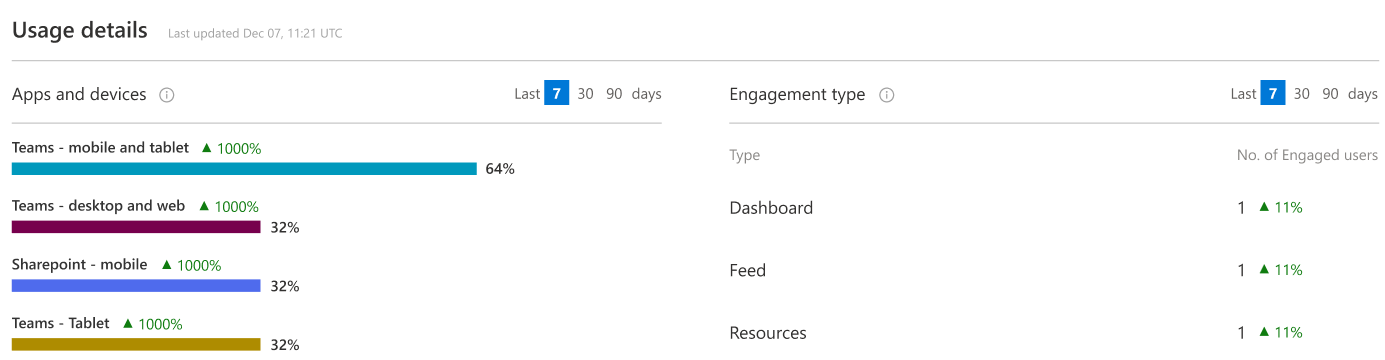 Usage details Last updated Dec 07, 11:21 UTC
Apps and devices Last 7 30 90 days
Teams - mobile and tablet ▲ 1000%
64%
Teams - desktop and web ▲ 1000%
32%
Sharepoint - mobile ▲ 1000%
32%
Teams - Tablet ▲ 1000%
32%
Engagement type Last 7 30 90 days
Type No. of Engaged users
Dashboard 1 ▲ 11%
Feed 1 ▲ 11%
Resources 1 ▲ 11%